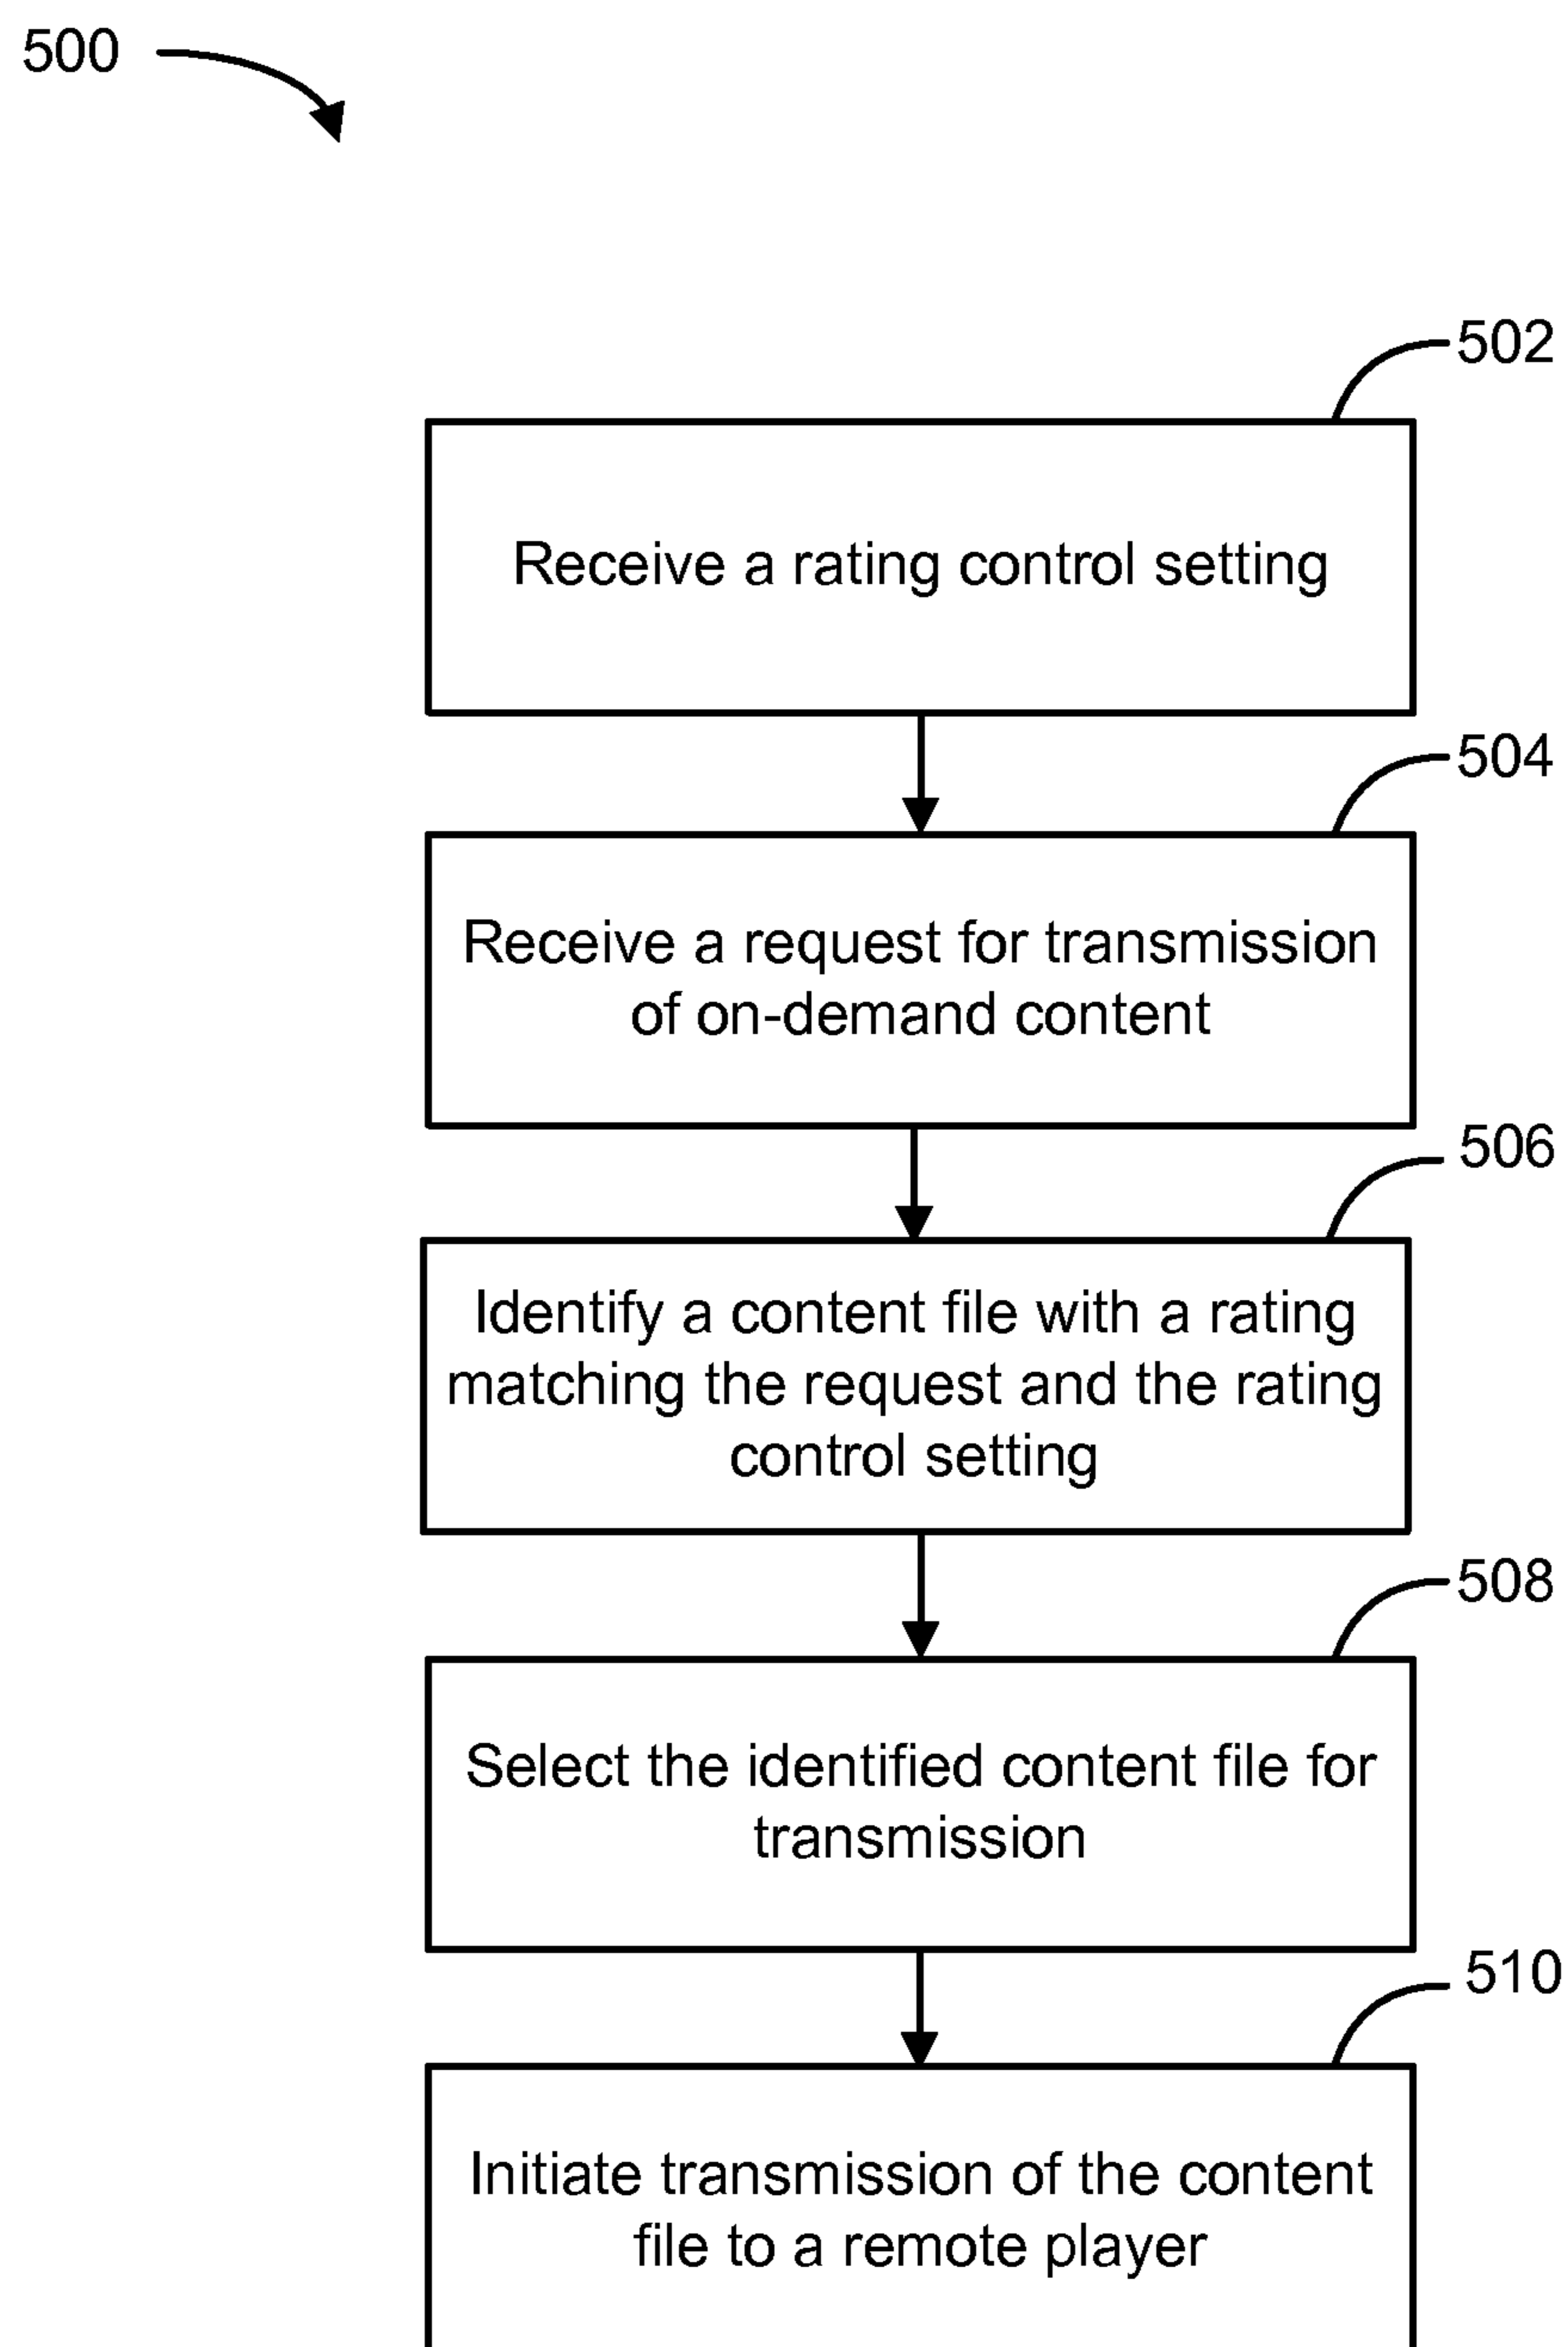 500
502
Receive a rating control setting
504
Receive a request for transmission
of on-demand content
506
Identify a content file with a rating
matching the request and the rating
control setting
508
Select the identified content file for
transmission
510
Initiate transmission of the content
file to a remote player